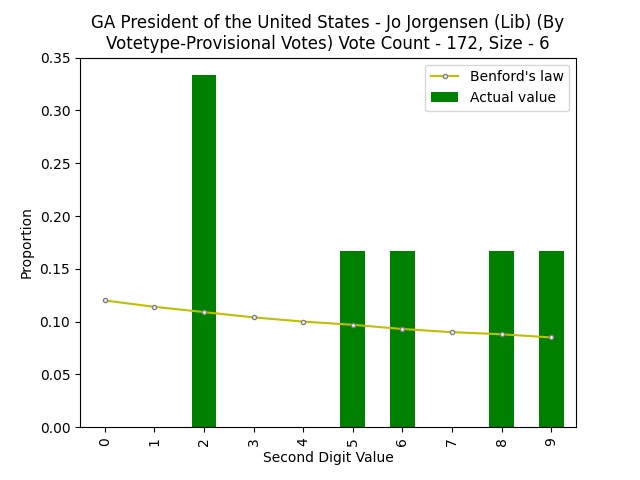 GA President of the United States - Jo Jorgensen (Lib) (By
Votetype-Provisional Votes) Vote Count - 172, Size - 6
Benford's law
Actual value
0.35
0.30
0.25
0.20
0.15
0.10
0.05
0.00
Proportion
0 1 2 3 4 5 6 7 8 9
Second Digit Value